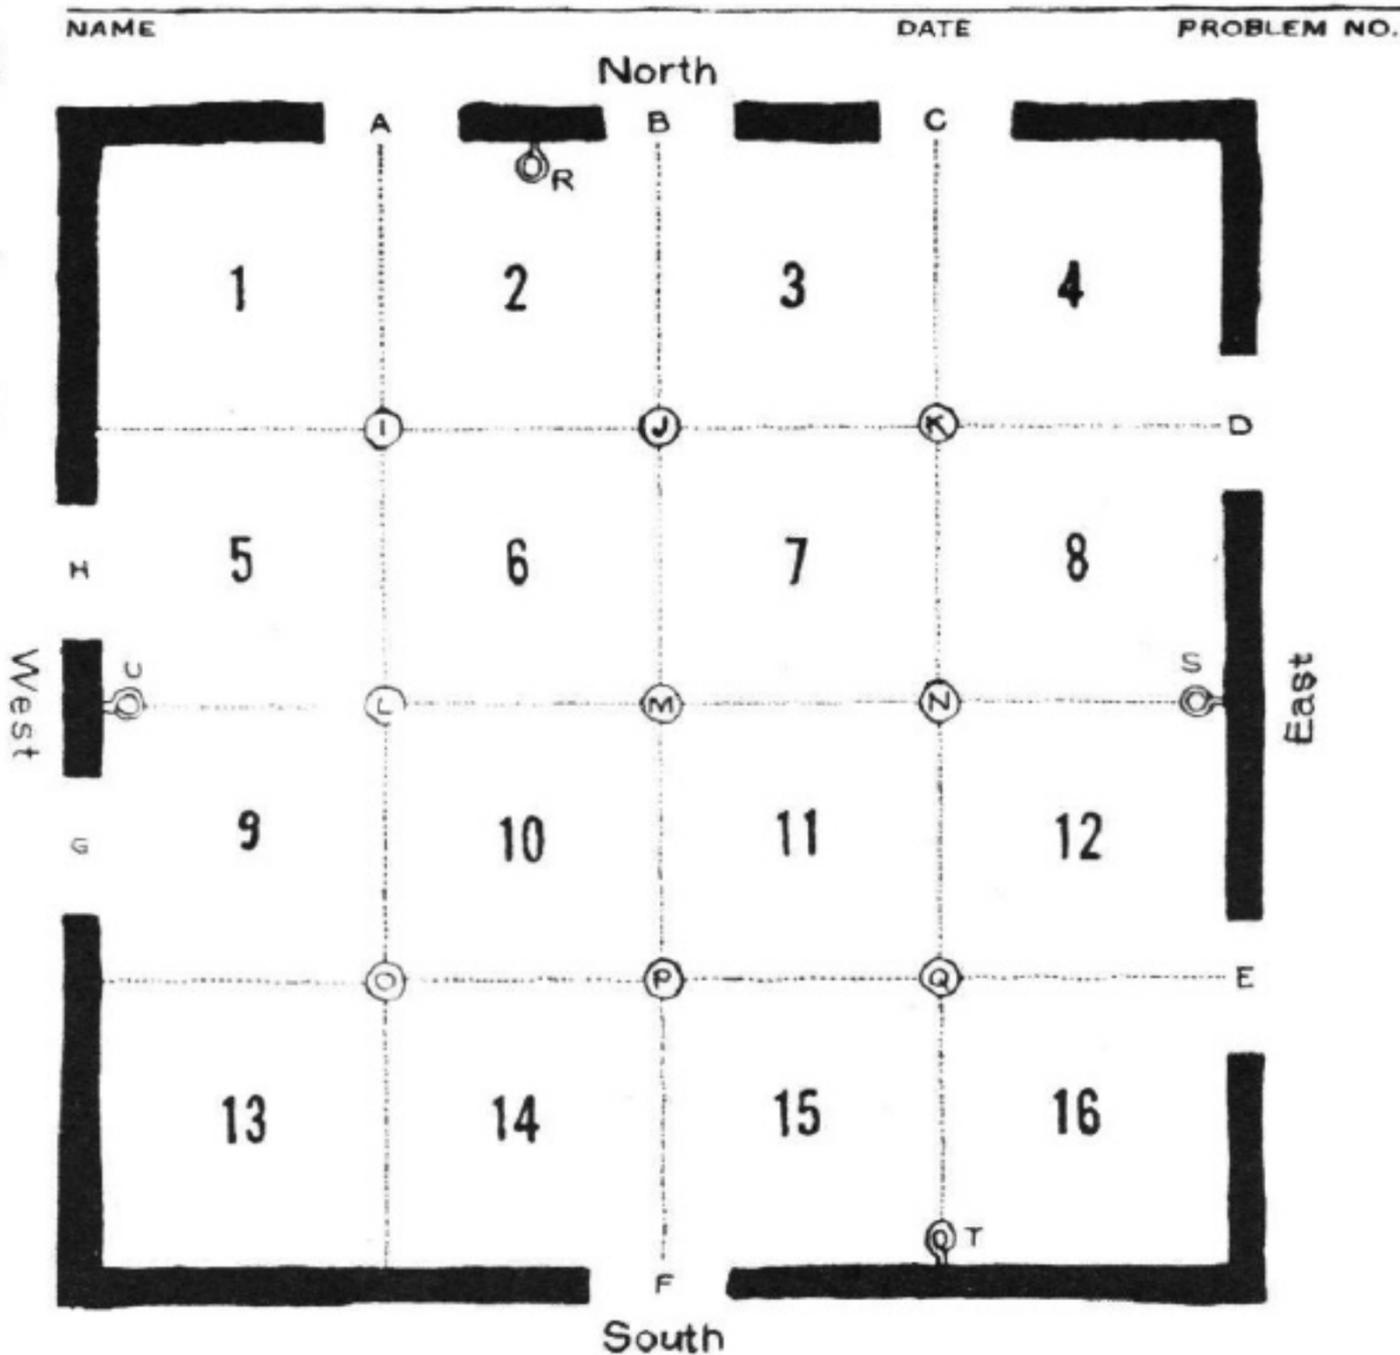 NAME DATE PROBLEM NO.
North
A B C
R
1 2 3 4
I J K D
5 6 7 8
H
West U L M N S East
9 10 11 12
G
O P Q E
13 14 15 16
T
F
South